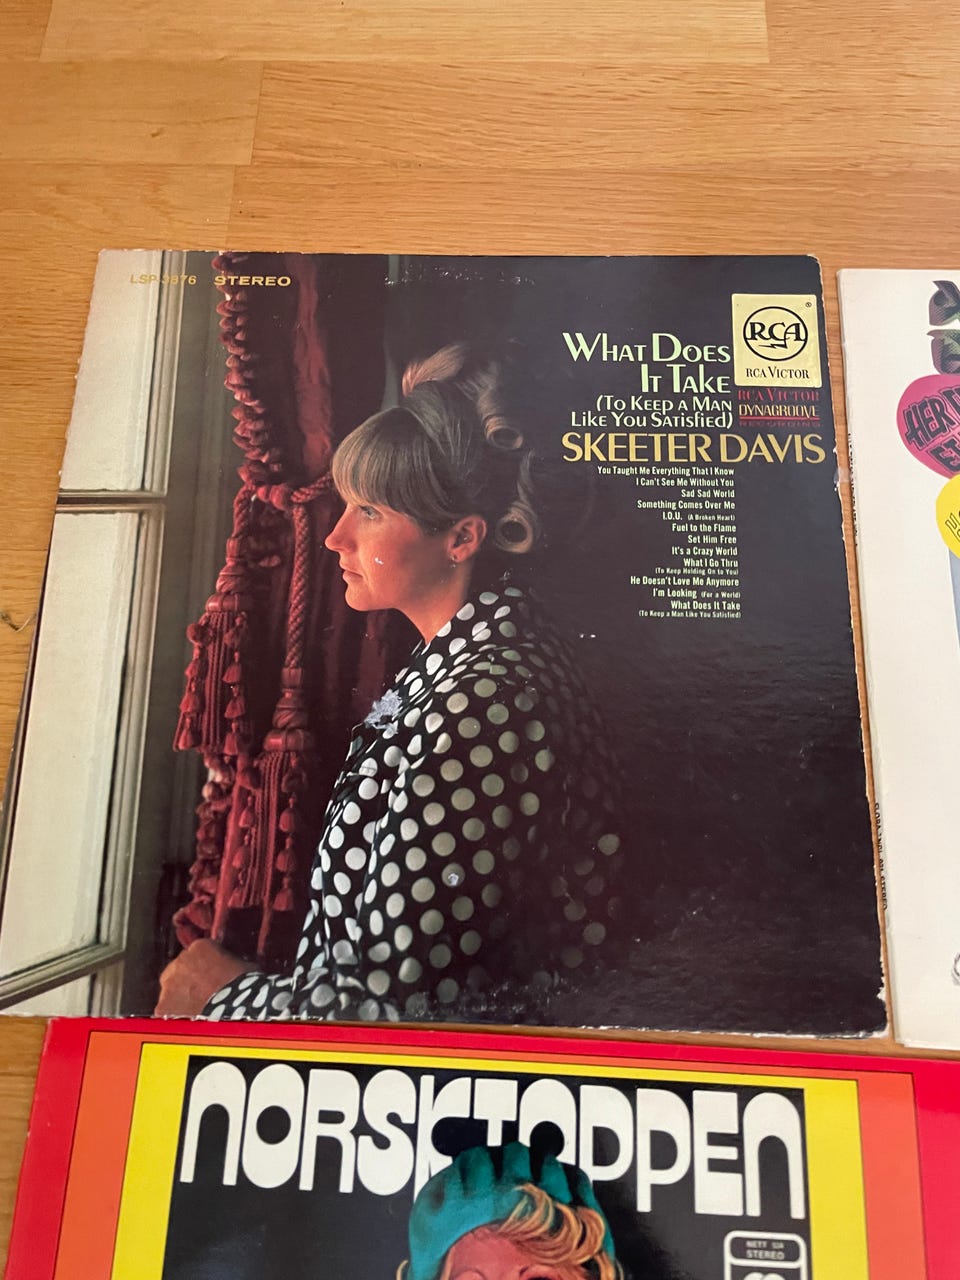 LSP-3876 STEREO
RCA
RCA VICTOR
WHAT DOES
IT TAKE
(TO KEEP A MAN
LIKE YOU SATISFIED)
RCA VICTOR
DYNAGROOVE
RECORDING
SKEETER DAVIS
You Taught Me Everything That I Know
I Can't See Me Without You
Sad Sad World
Something Comes Over Me
I.O.U. (A Broken Heart)
Fuel to the Flame
Set Him Free
It's a Crazy World
What I Go Thru
(To Keep Holding On to You)
He Doesn't Love Me Anymore
I'm Looking (For a World)
What Does It Take
(To Keep a Man Like You Satisfied)
HER
NORSKTOPPEN
NETT
STEREO